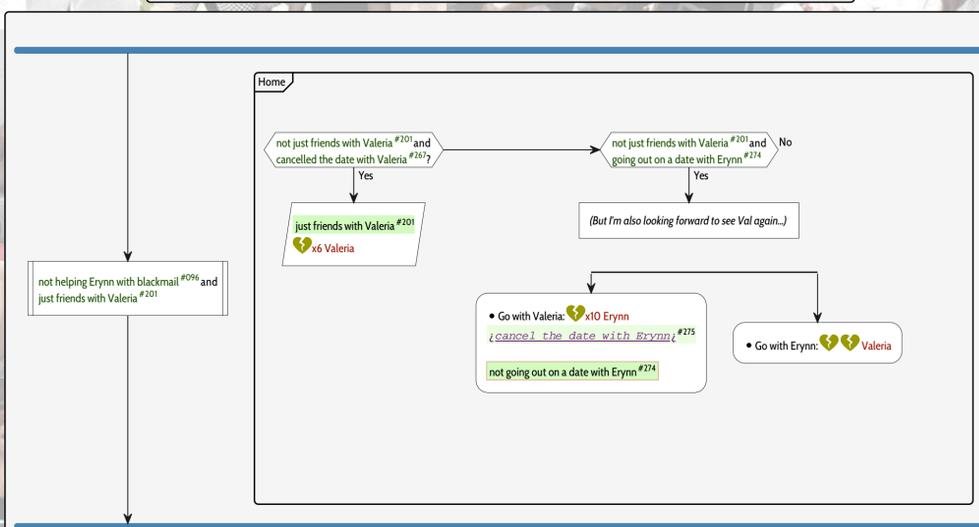 Home
not just friends with Valeria #201 and
cancelled the date with Valeria #267?
not just friends with Valeria #201 and
going out on a date with Erynn #274
No
Yes
Yes
just friends with Valeria #201
x6 Valeria
(But I'm also looking forward to see Val again...)
not helping Erynn with blackmail #096 and
just friends with Valeria #201
• Go with Valeria: x10 Erynn
¿cancel the date with Erynn¿ #275
not going out on a date with Erynn #274
• Go with Erynn: Valeria